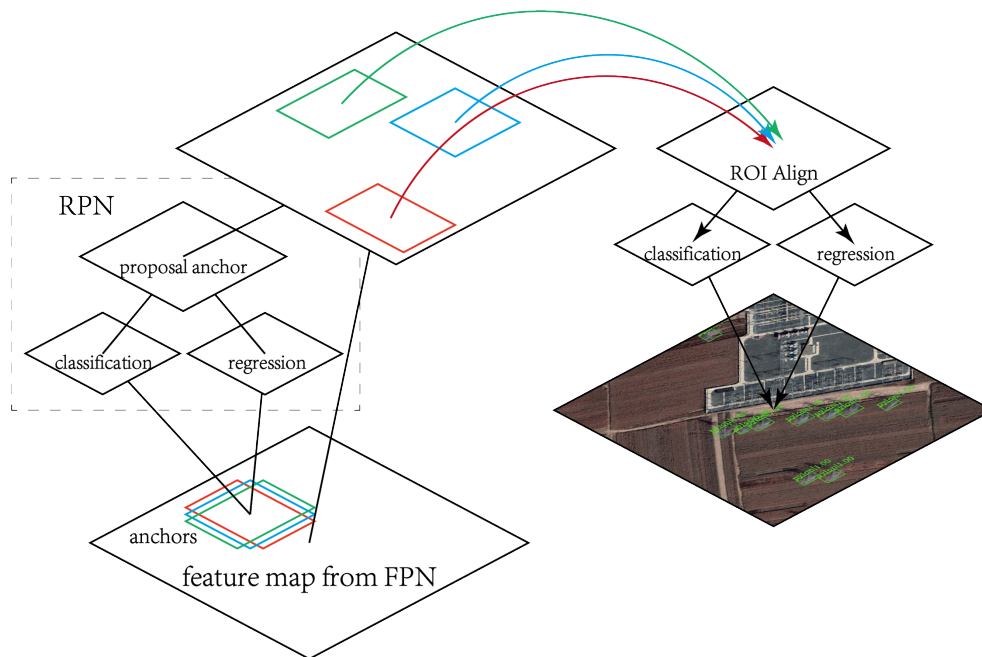 RPN
proposal anchor
classification
regression
anchors
feature map from FPN
ROI Align
classification
regression